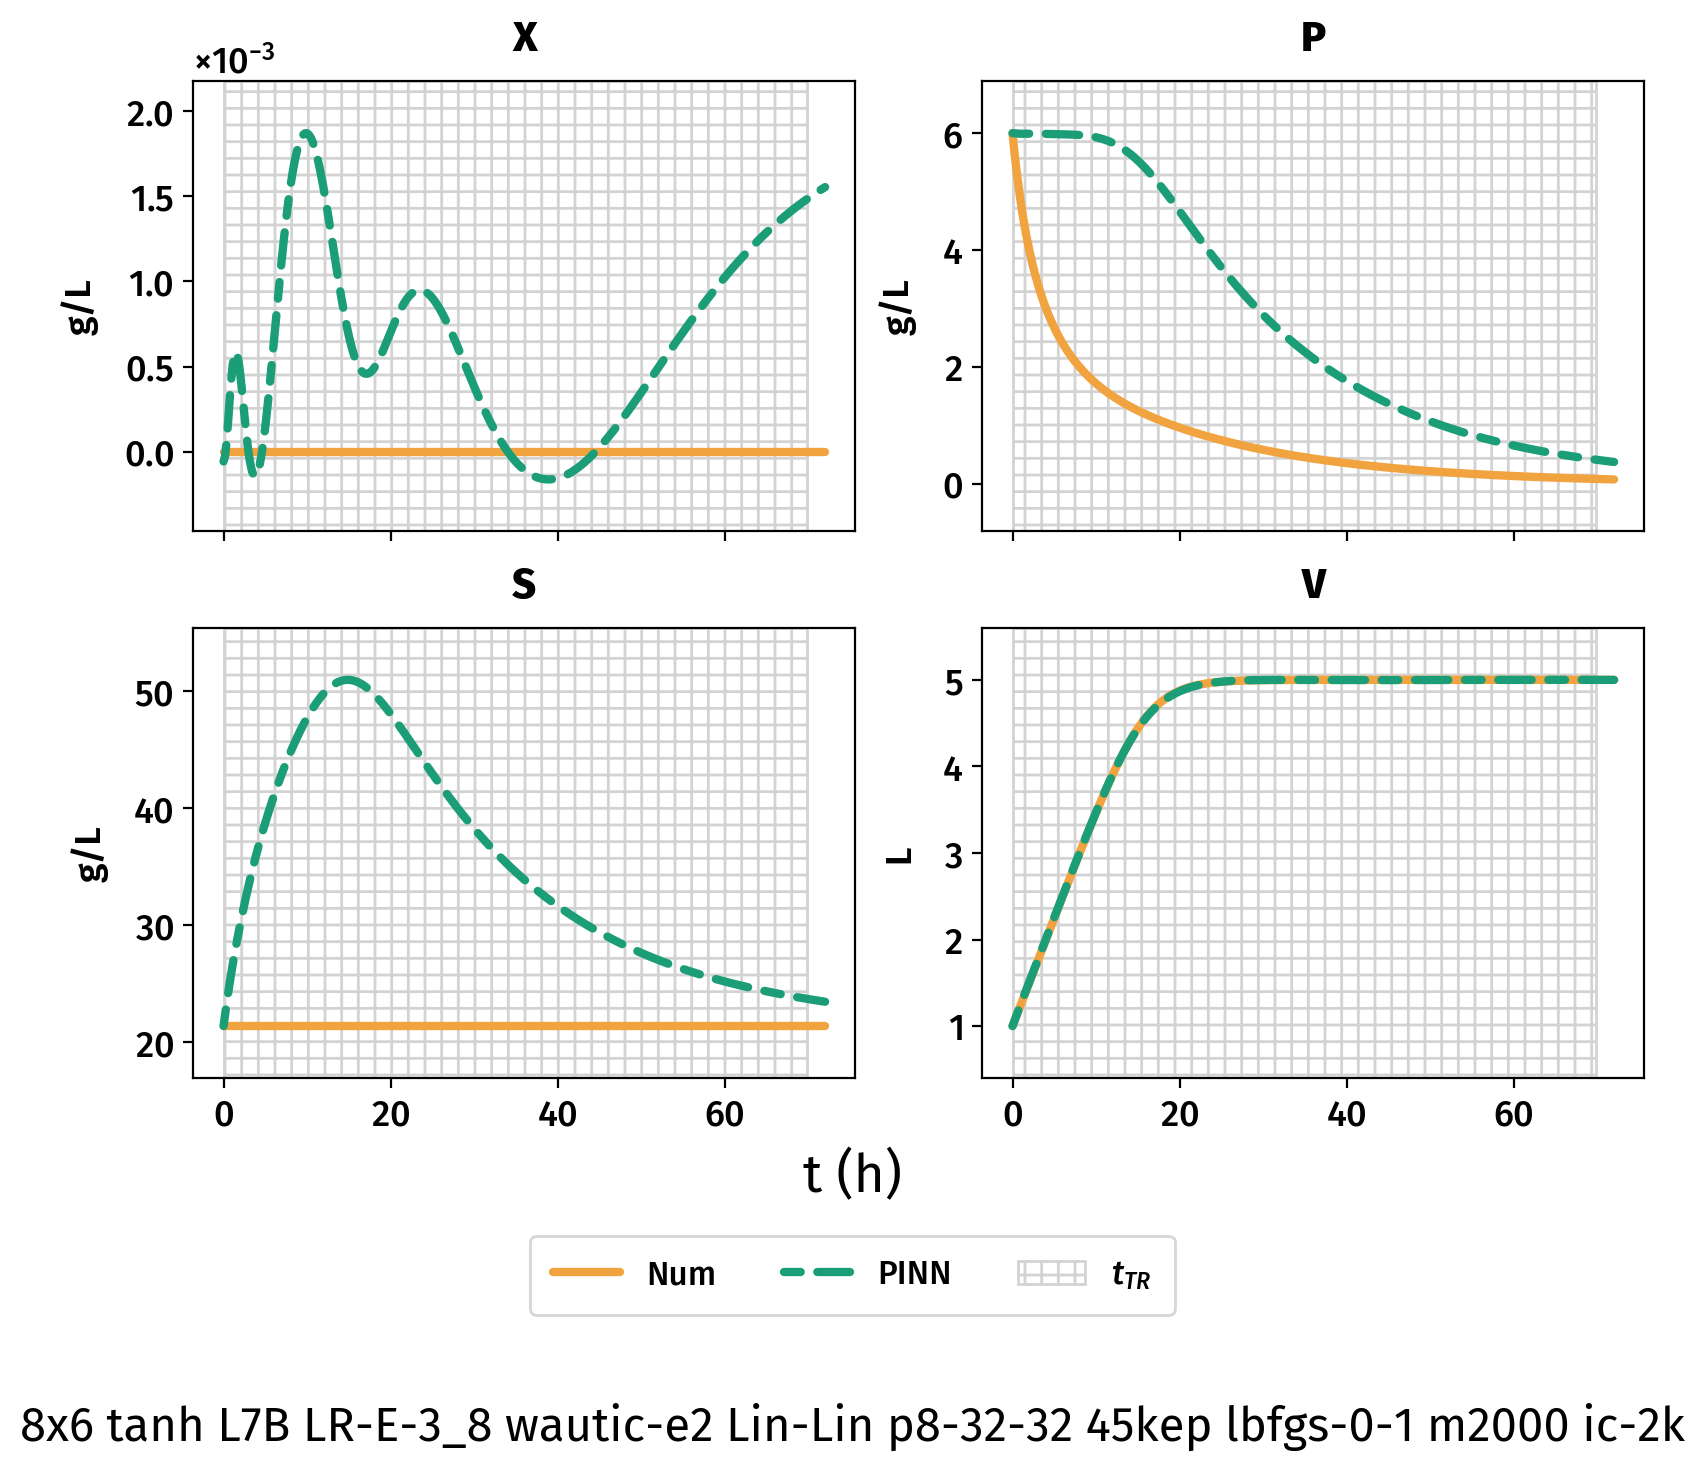 X
×10⁻³
g/L
2.0
1.5
1.0
0.5
0.0
P
g/L
6
4
2
0
S
g/L
50
40
30
20
0 20 40 60
V
L
5
4
3
2
1
0 20 40 60
t (h)
Num PINN t_TR
8x6 tanh L7B LR-E-3_8 wautic-e2 Lin-Lin p8-32-32 45kep lbfgs-0-1 m2000 ic-2k